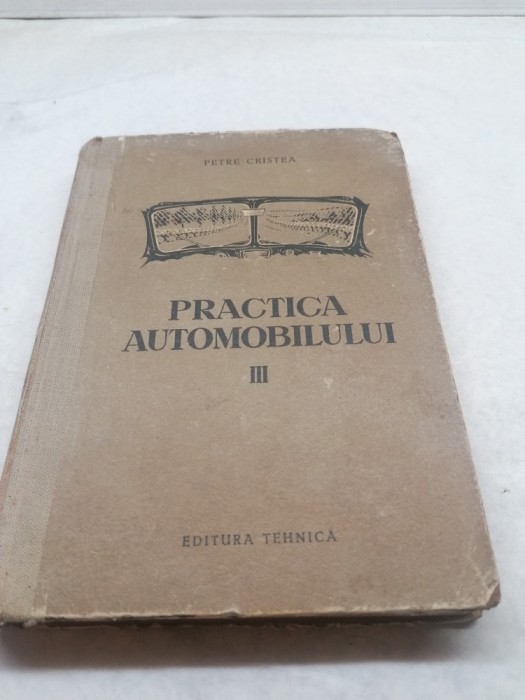 PETRE CRISTEA
PRACTICA
AUTOMOBILULUI
III
EDITURA TEHNICĂ